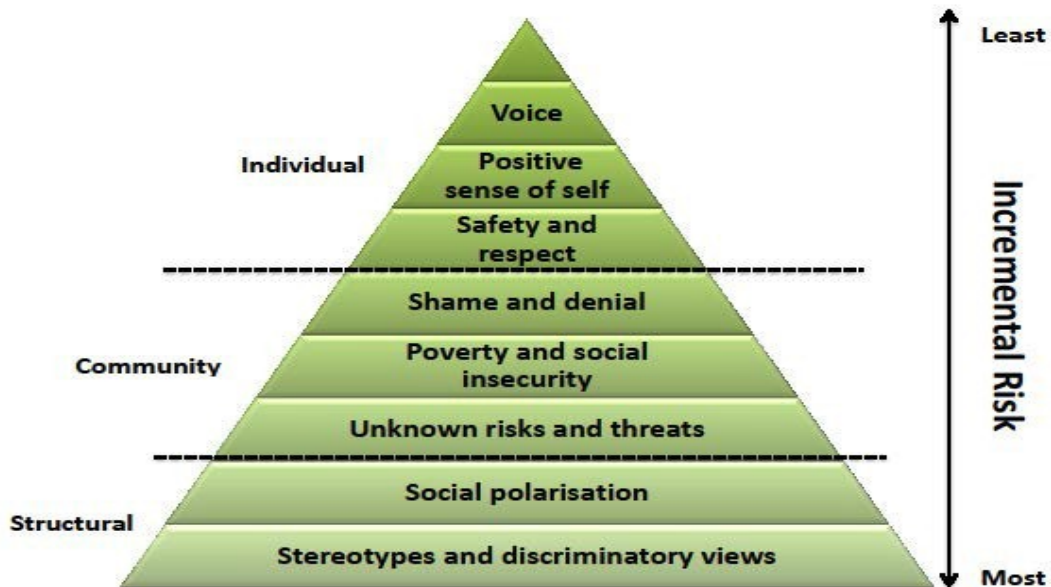 Least
Voice
Individual
Positive
sense of self
Safety and
respect
Shame and denial
Community
Poverty and social
insecurity
Unknown risks and threats
Social polarisation
Structural
Stereotypes and discriminatory views
Most
Incremental Risk